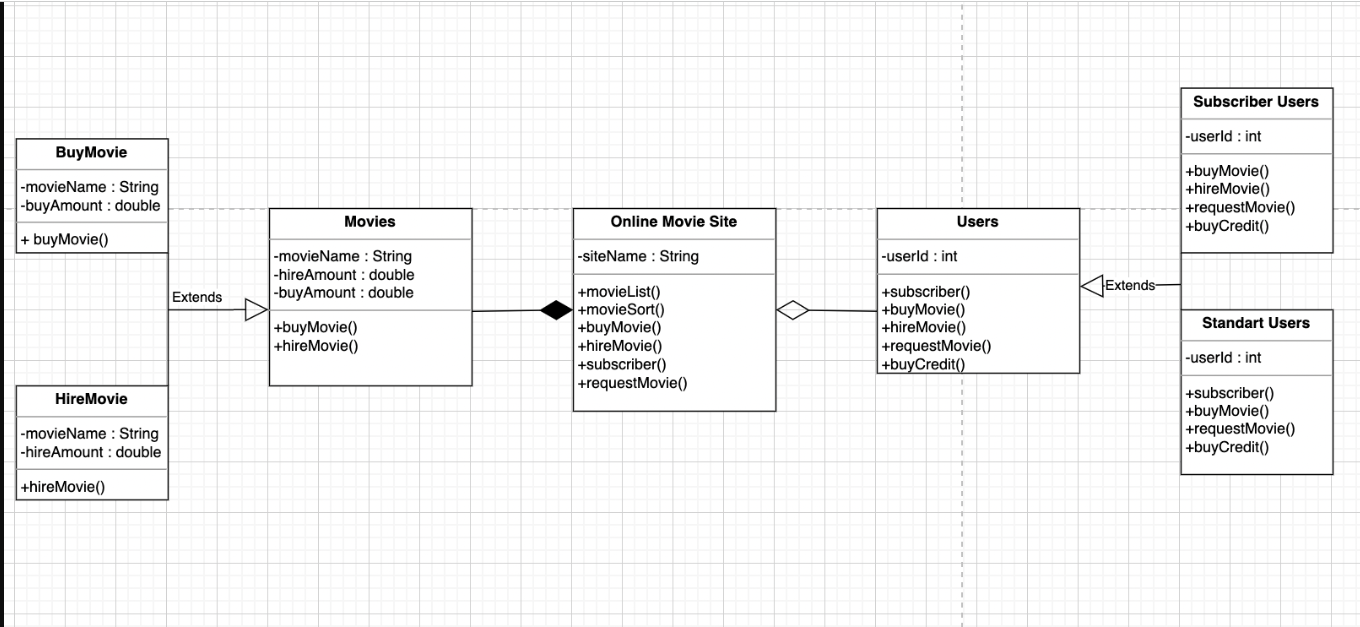 BuyMovie
-movieName : String
-buyAmount : double
+ buyMovie()
HireMovie
-movieName : String
-hireAmount : double
+hireMovie()
Extends
Movies
-movieName : String
-hireAmount : double
-buyAmount : double
+buyMovie()
+hireMovie()
Online Movie Site
-siteName : String
+movieList()
+movieSort()
+buyMovie()
+hireMovie()
+subscriber()
+requestMovie()
Users
-userId : int
+subscriber()
+buyMovie()
+hireMovie()
+requestMovie()
+buyCredit()
Extends
Subscriber Users
-userId : int
+buyMovie()
+hireMovie()
+requestMovie()
+buyCredit()
Standart Users
-userId : int
+subscriber()
+buyMovie()
+requestMovie()
+buyCredit()